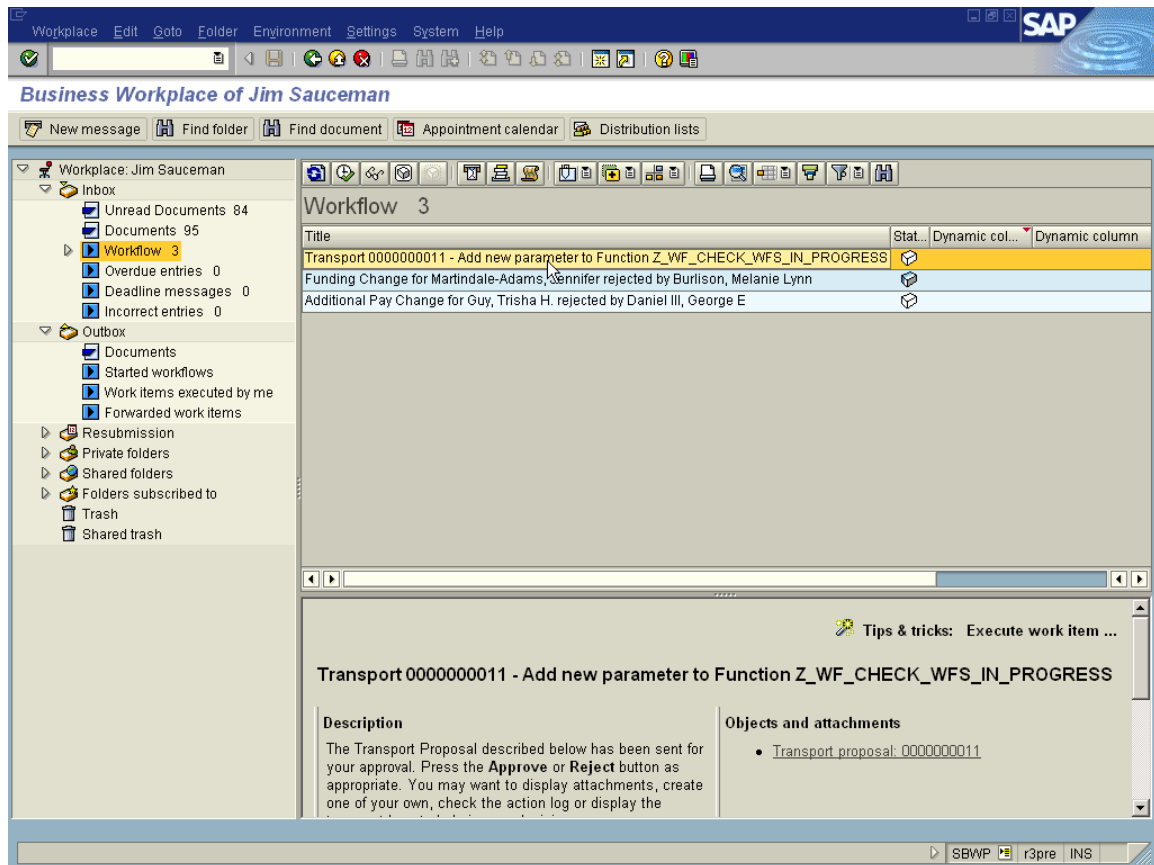 Workplace Edit Goto Folder Environment Settings System Help
SAP
Business Workplace of Jim Sauceman
New message Find folder Find document Appointment calendar Distribution lists
Workplace: Jim Sauceman
Inbox
Unread Documents 84
Documents 95
Workflow 3
Overdue entries 0
Deadline messages 0
Incorrect entries 0
Outbox
Documents
Started workflows
Work items executed by me
Forwarded work items
Resubmission
Private folders
Shared folders
Folders subscribed to
Trash
Shared trash
Workflow 3
Title Stat... Dynamic col... Dynamic column
Transport 0000000011 - Add new parameter to Function Z_WF_CHECK_WFS_IN_PROGRESS
Funding Change for Martindale-Adams, Jennifer rejected by Burlison, Melanie Lynn
Additional Pay Change for Guy, Trisha H. rejected by Daniel III, George E
Tips & tricks: Execute work item ...
Transport 0000000011 - Add new parameter to Function Z_WF_CHECK_WFS_IN_PROGRESS
Description
The Transport Proposal described below has been sent for
your approval. Press the Approve or Reject button as
appropriate. You may want to display attachments, create
one of your own, check the action log or display the
Objects and attachments
Transport proposal: 0000000011
SBWP r3pre INS